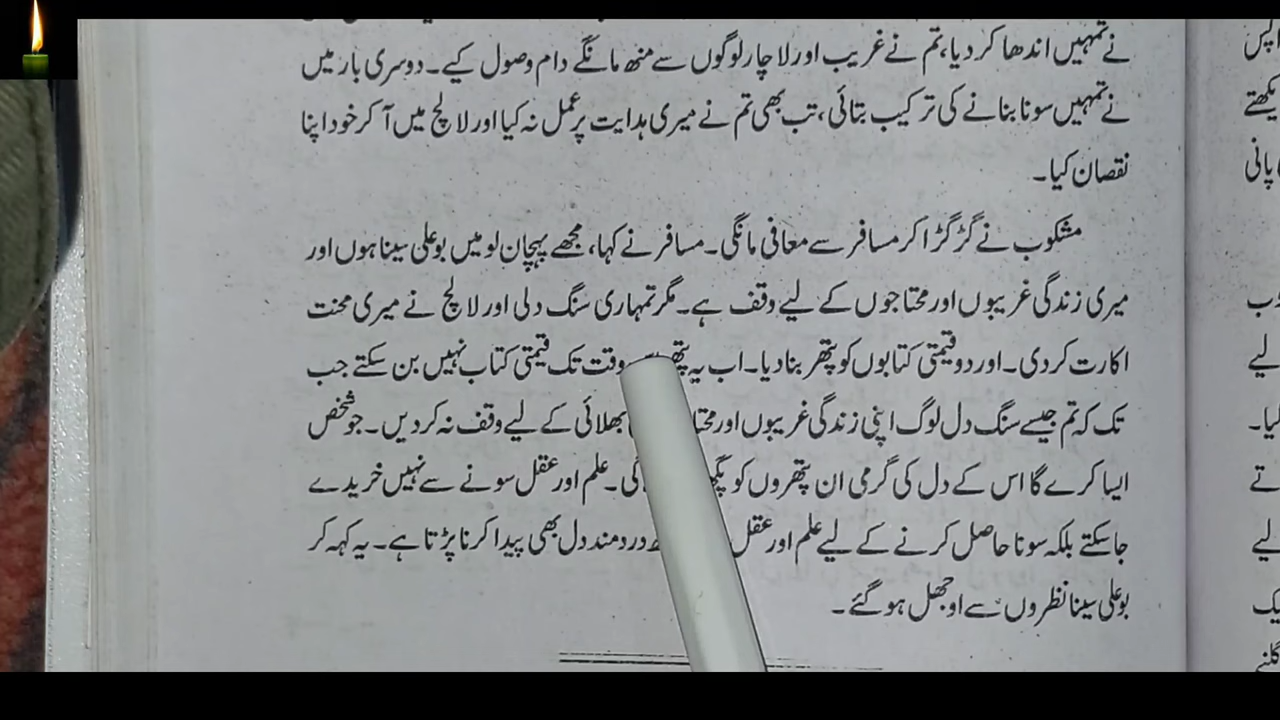 نے تمہیں اندھا کر دیا، تم نے غریب اور لاچار لوگوں سے منھ مانگے دام وصول کیے۔ دوسری بار میں
نے تمہیں سونا بنانے کی ترکیب بتائی، تب بھی تم نے میری ہدایت پر عمل نہ کیا اور لالچ میں آ کر خود اپنا
نقصان کیا۔
مشکوب نے گڑگڑا کر مسافر سے معافی مانگی۔ مسافر نے کہا، مجھے پہچان لو میں بوعلی سینا ہوں اور
میری زندگی غریبوں اور محتاجوں کے لیے وقف ہے۔ مگر تمہاری سنگ دلی اور لالچ نے میری محنت
اکارت کر دی۔ اور دو قیمتی کتابوں کو پتھر بنا دیا۔ اب یہ وقت تک قیمتی کتاب نہیں بن سکتے جب
تک کہ تم جیسے سنگ دل لوگ اپنی زندگی غریبوں اور بھلائی کے لیے وقف نہ کر دیں۔ جو شخص
ایسا کرے گا اس کے دل کی گرمی ان پتھروں کو گی۔ علم اور عقل سونے سے نہیں خریدے
جا سکتے بلکہ سونا حاصل کرنے کے لیے علم اور عقل دردمند دل بھی پیدا کرنا پڑتا ہے۔ یہ کہہ کر
بوعلی سینا نظروں سے اوجھل ہو گئے۔
پانی
لیے
کیا۔
لیے